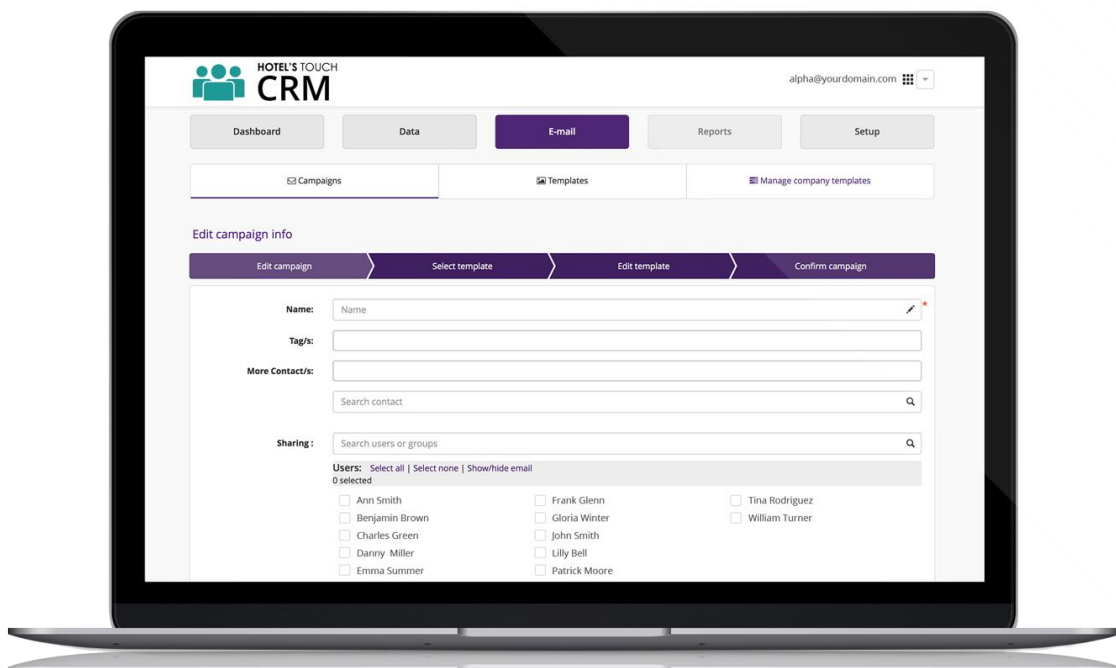 HOTEL'S TOUCH
CRM
alpha@yourdomain.com
Dashboard Data E-mail Reports Setup
Campaigns Templates Manage company templates
Edit campaign info
Edit campaign Select template Edit template Confirm campaign
Name: Name *
Tag/s:
More Contact/s:
Search contact
Sharing : Search users or groups
Users: Select all | Select none | Show/hide email
0 selected
Ann Smith Frank Glenn Tina Rodriguez
Benjamin Brown Gloria Winter William Turner
Charles Green John Smith
Danny Miller Lilly Bell
Emma Summer Patrick Moore